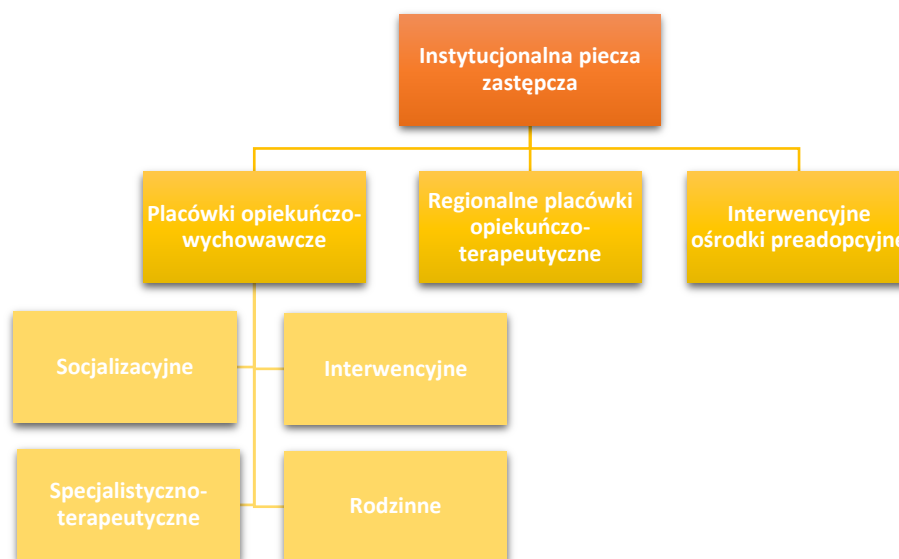 Instytucjonalna piecza
zastępcza
Placówki opiekuńczo-
wychowawcze
Regionalne placówki
opiekuńczo-
terapeutyczne
Interwencyjne
ośrodki preadopcyjne
Socjalizacyjne
Interwencyjne
Specjalistyczno-
terapeutyczne
Rodzinne